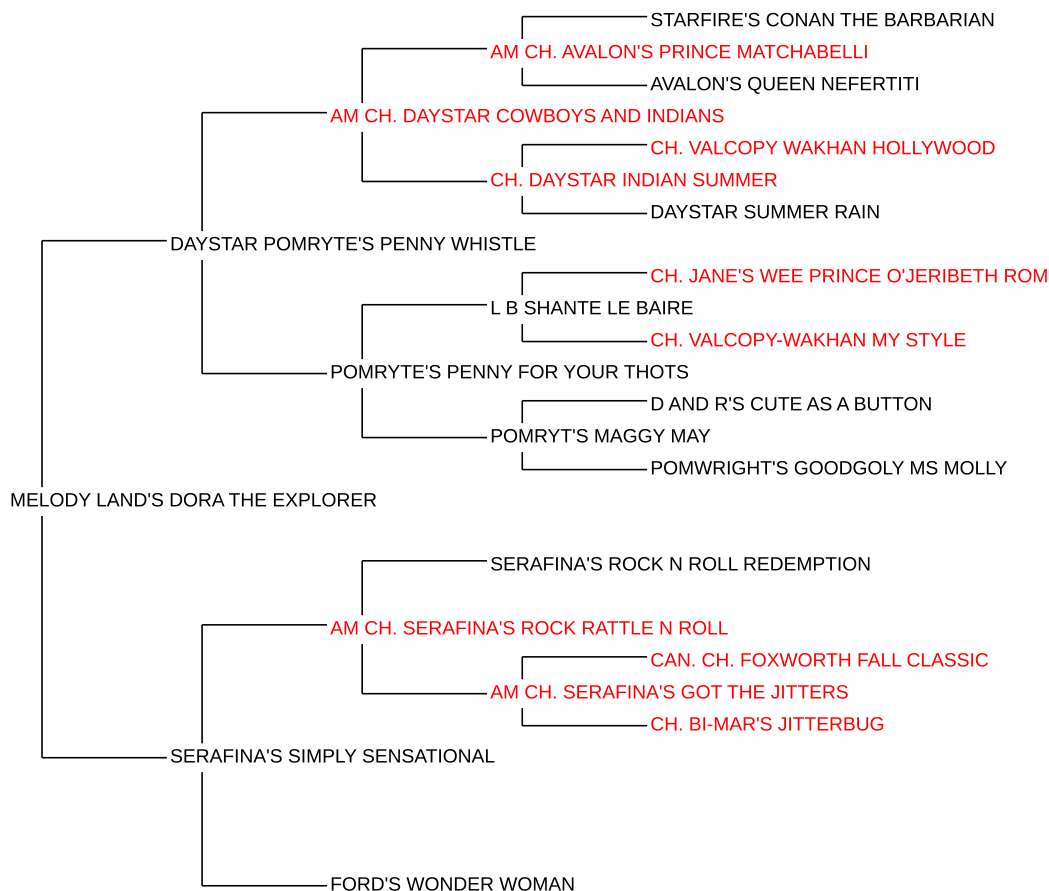 STARFIRE'S CONAN THE BARBARIAN
AM CH. AVALON'S PRINCE MATCHABELLI
AVALON'S QUEEN NEFERTITI
AM CH. DAYSTAR COWBOYS AND INDIANS
CH. VALCOPY WAKHAN HOLLYWOOD
CH. DAYSTAR INDIAN SUMMER
DAYSTAR SUMMER RAIN
DAYSTAR POMRYTE'S PENNY WHISTLE
CH. JANE'S WEE PRINCE O'JERIBETH ROM
L B SHANTE LE BAIRE
CH. VALCOPY-WAKHAN MY STYLE
POMRYTE'S PENNY FOR YOUR THOTS
D AND R'S CUTE AS A BUTTON
POMRYT'S MAGGY MAY
POMWRIGHT'S GOODGOLY MS MOLLY
MELODY LAND'S DORA THE EXPLORER
SERAFINA'S ROCK N ROLL REDEMPTION
AM CH. SERAFINA'S ROCK RATTLE N ROLL
CAN. CH. FOXWORTH FALL CLASSIC
AM CH. SERAFINA'S GOT THE JITTERS
CH. BI-MAR'S JITTERBUG
SERAFINA'S SIMPLY SENSATIONAL
FORD'S WONDER WOMAN